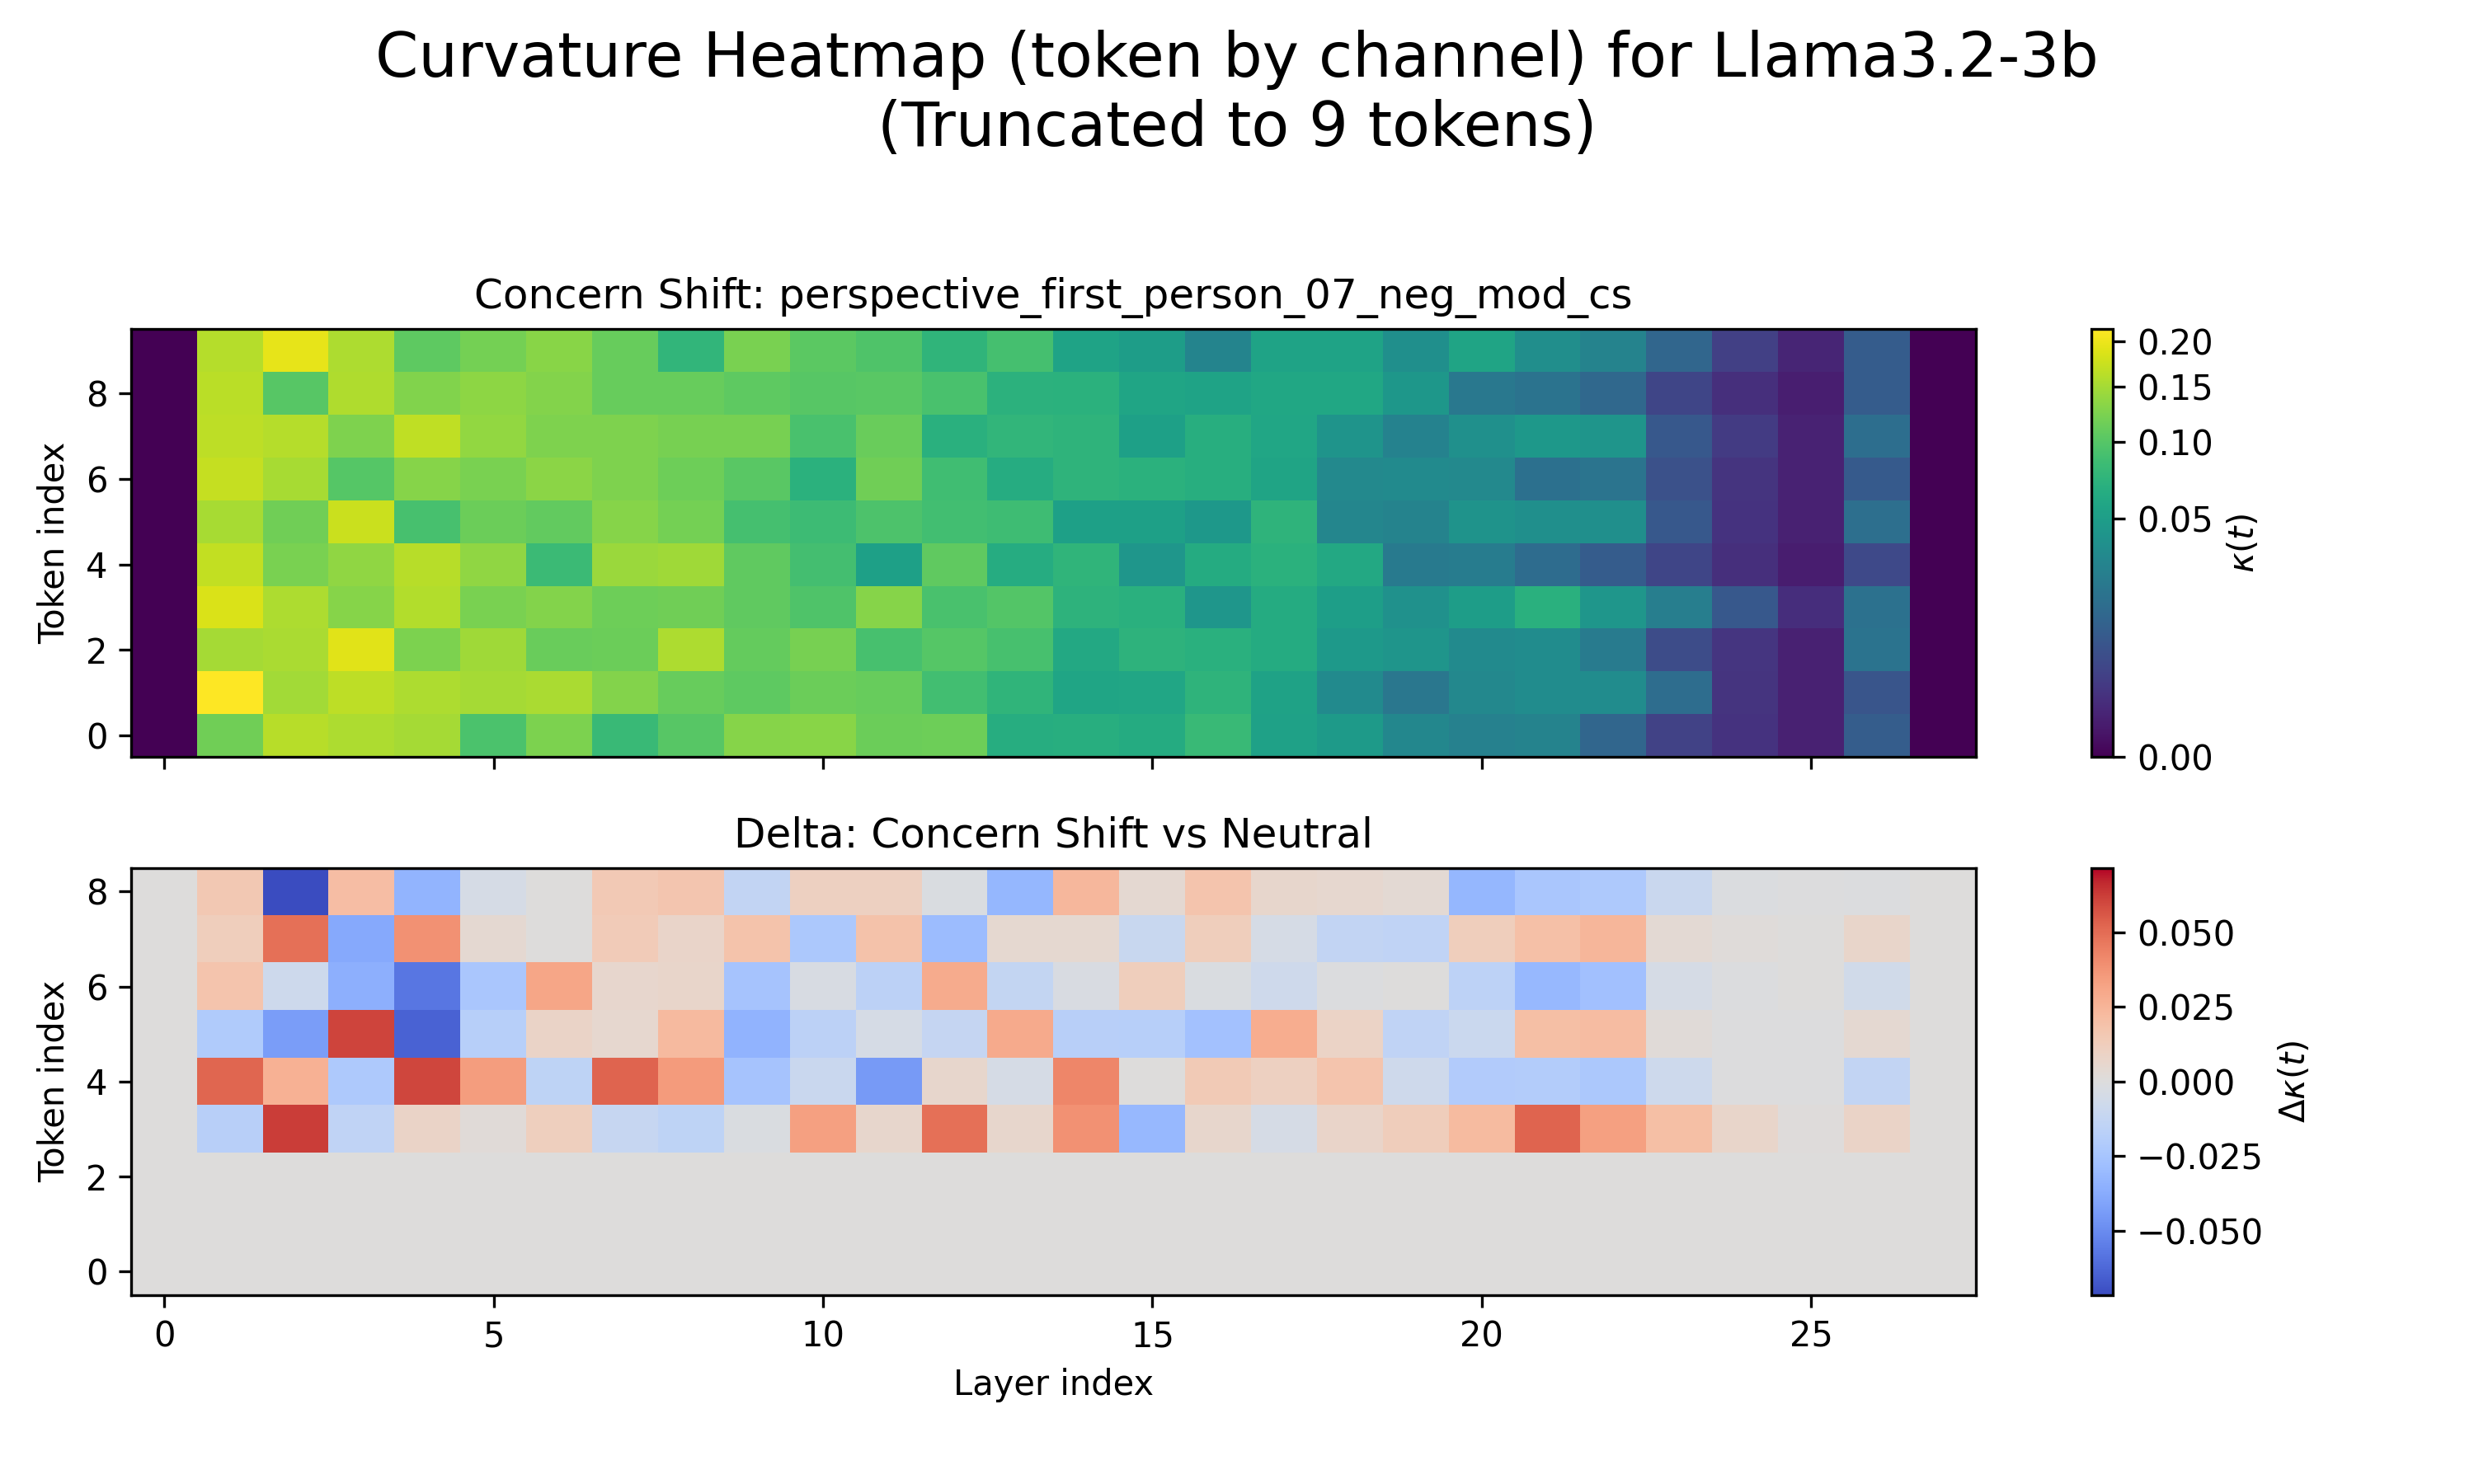 Curvature Heatmap (token by channel) for Llama3.2-3b
(Truncated to 9 tokens)
Concern Shift: perspective_first_person_07_neg_mod_cs
Token index
8
6
4
2
0
0.20
0.15
0.10
0.05
0.00
κ(t)
Delta: Concern Shift vs Neutral
Token index
8
6
4
2
0
0 5 10 15 20 25
Layer index
0.050
0.025
0.000
−0.025
−0.050
Δκ(t)